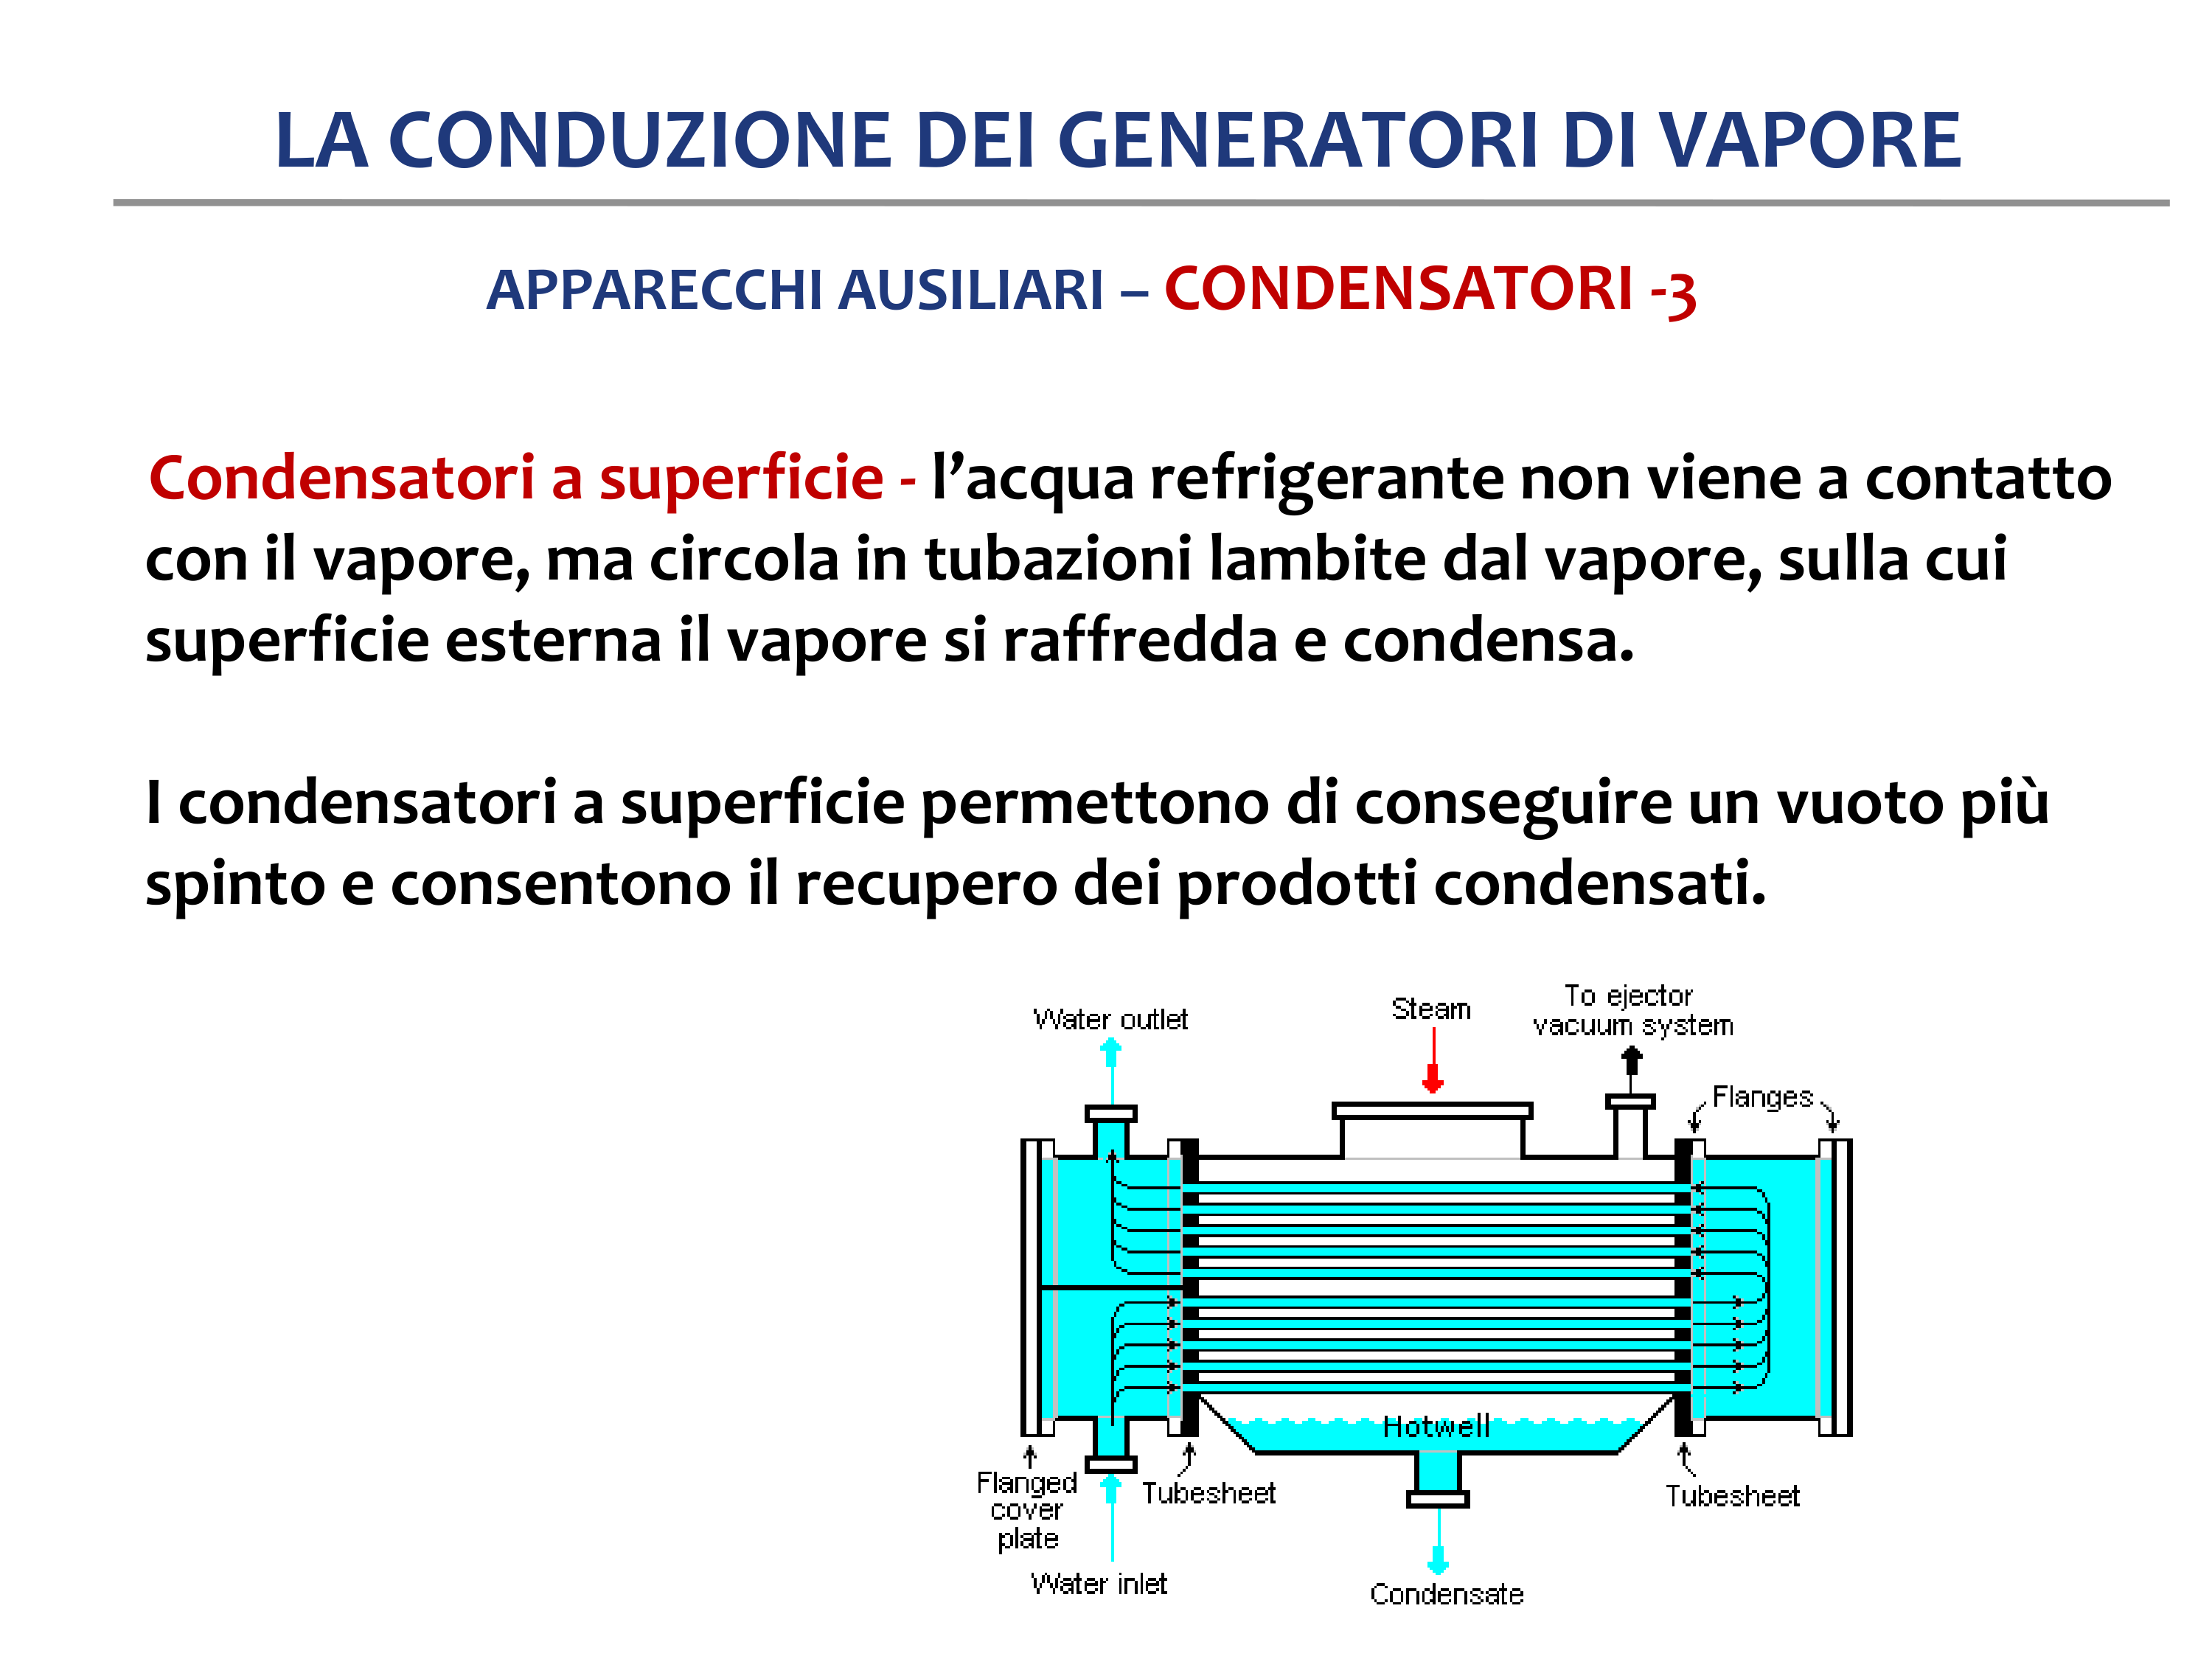 LA CONDUZIONE DEI GENERATORI DI VAPORE
APPARECCHI AUSILIARI – CONDENSATORI -3
Condensatori a superficie - l’acqua refrigerante non viene a contatto
con il vapore, ma circola in tubazioni lambite dal vapore, sulla cui
superficie esterna il vapore si raffredda e condensa.
I condensatori a superficie permettono di conseguire un vuoto più
spinto e consentono il recupero dei prodotti condensati.
Water outlet
Steam
To ejector
vacuum system
Flanges
Hotwell
Flanged
cover
plate
Tubesheet
Tubesheet
Water inlet
Condensate